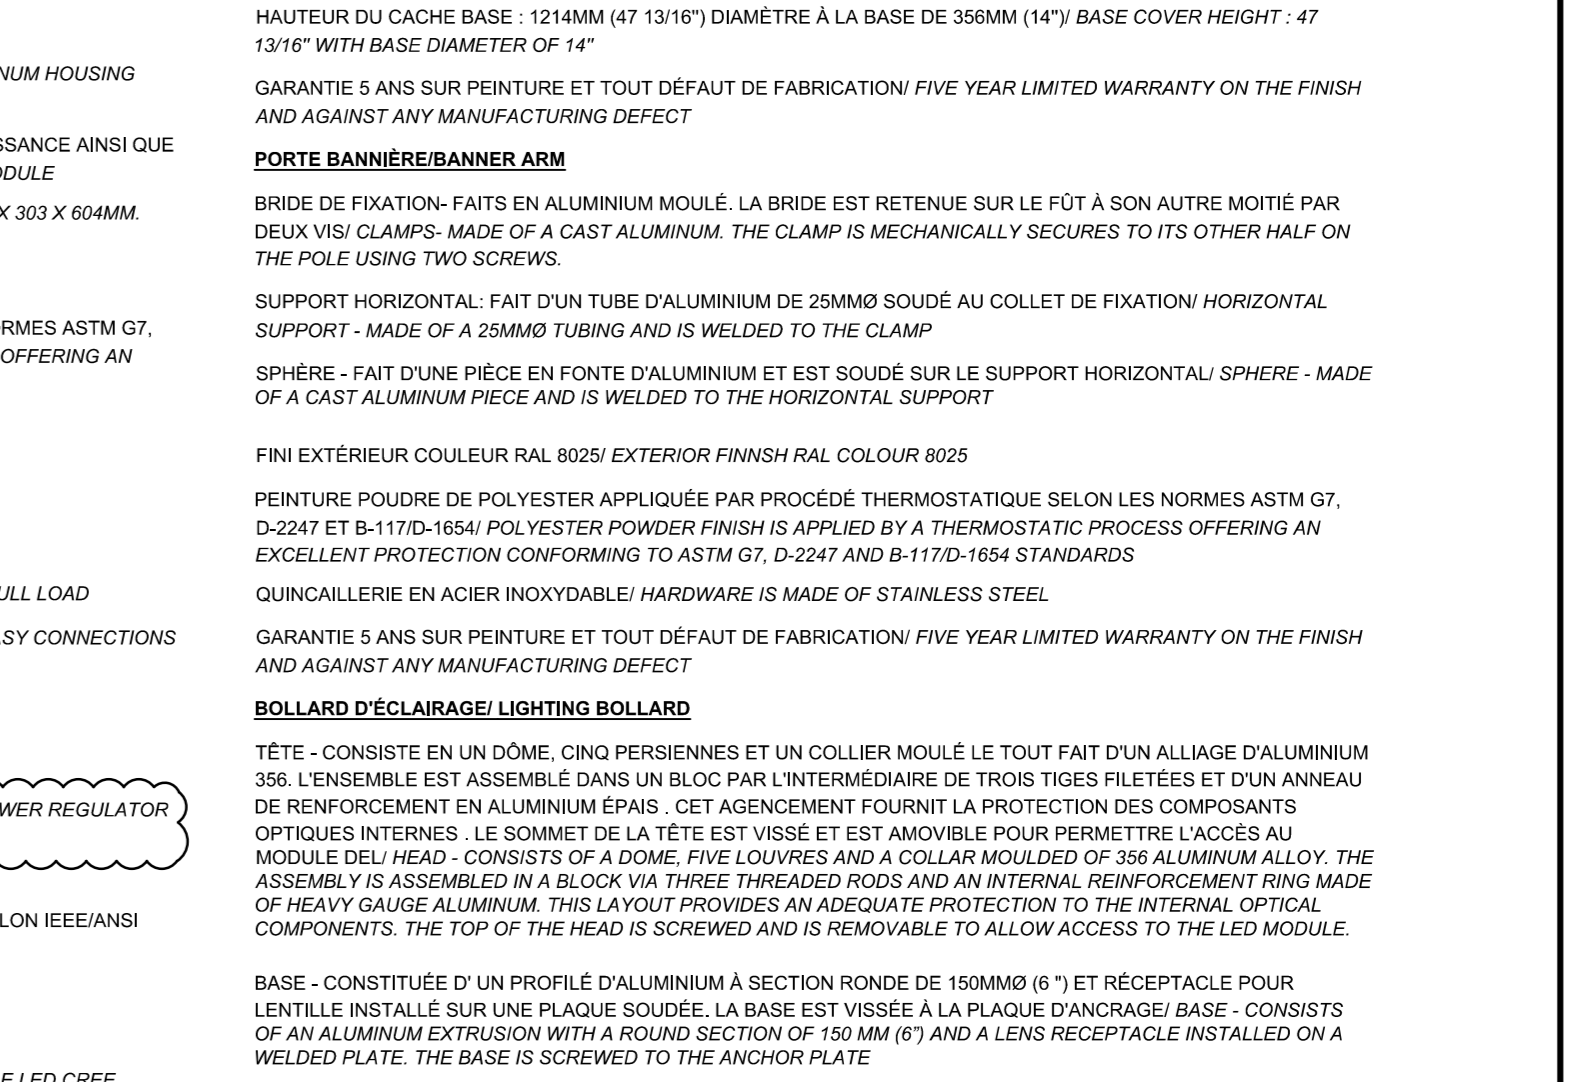 NUM HOUSING
SSANCE AINSI QUE
ODULE
X 303 X 604MM.
ORMES ASTM G7,
OFFERING AN
ULL LOAD
ASY CONNECTIONS
WER REGULATOR
LON IEEE/ANSI
E LED CREE
HAUTEUR DU CACHE BASE : 1214MM (47 13/16") DIAMÈTRE À LA BASE DE 356MM (14")/ BASE COVER HEIGHT : 47
13/16" WITH BASE DIAMETER OF 14"
GARANTIE 5 ANS SUR PEINTURE ET TOUT DÉFAUT DE FABRICATION/ FIVE YEAR LIMITED WARRANTY ON THE FINISH
AND AGAINST ANY MANUFACTURING DEFECT
PORTE BANNIÈRE/BANNER ARM
BRIDE DE FIXATION- FAITS EN ALUMINIUM MOULÉ. LA BRIDE EST RETENUE SUR LE FÛT À SON AUTRE MOITIÉ PAR
DEUX VIS/ CLAMPS- MADE OF A CAST ALUMINUM. THE CLAMP IS MECHANICALLY SECURES TO ITS OTHER HALF ON
THE POLE USING TWO SCREWS.
SUPPORT HORIZONTAL: FAIT D'UN TUBE D'ALUMINIUM DE 25MMØ SOUDÉ AU COLLET DE FIXATION/ HORIZONTAL
SUPPORT - MADE OF A 25MMØ TUBING AND IS WELDED TO THE CLAMP
SPHÈRE - FAIT D'UNE PIÈCE EN FONTE D'ALUMINIUM ET EST SOUDÉ SUR LE SUPPORT HORIZONTAL/ SPHERE - MADE
OF A CAST ALUMINUM PIECE AND IS WELDED TO THE HORIZONTAL SUPPORT
FINI EXTÉRIEUR COULEUR RAL 8025/ EXTERIOR FINNSH RAL COLOUR 8025
PEINTURE POUDRE DE POLYESTER APPLIQUÉE PAR PROCÉDÉ THERMOSTATIQUE SELON LES NORMES ASTM G7,
D-2247 ET B-117/D-1654/ POLYESTER POWDER FINISH IS APPLIED BY A THERMOSTATIC PROCESS OFFERING AN
EXCELLENT PROTECTION CONFORMING TO ASTM G7, D-2247 AND B-117/D-1654 STANDARDS
QUINCAILLERIE EN ACIER INOXYDABLE/ HARDWARE IS MADE OF STAINLESS STEEL
GARANTIE 5 ANS SUR PEINTURE ET TOUT DÉFAUT DE FABRICATION/ FIVE YEAR LIMITED WARRANTY ON THE FINISH
AND AGAINST ANY MANUFACTURING DEFECT
BOLLARD D'ÉCLAIRAGE/ LIGHTING BOLLARD
TÊTE - CONSISTE EN UN DÔME, CINQ PERSIENNES ET UN COLLIER MOULÉ LE TOUT FAIT D'UN ALLIAGE D'ALUMINIUM
356. L'ENSEMBLE EST ASSEMBLÉ DANS UN BLOC PAR L'INTERMÉDIAIRE DE TROIS TIGES FILETÉES ET D'UN ANNEAU
DE RENFORCEMENT EN ALUMINIUM ÉPAIS . CET AGENCEMENT FOURNIT LA PROTECTION DES COMPOSANTS
OPTIQUES INTERNES . LE SOMMET DE LA TÊTE EST VISSÉ ET EST AMOVIBLE POUR PERMETTRE L'ACCÈS AU
MODULE DEL/ HEAD - CONSISTS OF A DOME, FIVE LOUVRES AND A COLLAR MOULDED OF 356 ALUMINUM ALLOY. THE
ASSEMBLY IS ASSEMBLED IN A BLOCK VIA THREE THREADED RODS AND AN INTERNAL REINFORCEMENT RING MADE
OF HEAVY GAUGE ALUMINUM. THIS LAYOUT PROVIDES AN ADEQUATE PROTECTION TO THE INTERNAL OPTICAL
COMPONENTS. THE TOP OF THE HEAD IS SCREWED AND IS REMOVABLE TO ALLOW ACCESS TO THE LED MODULE.
BASE - CONSTITUÉE D' UN PROFILÉ D'ALUMINIUM À SECTION RONDE DE 150MMØ (6 ") ET RÉCEPTACLE POUR
LENTILLE INSTALLÉ SUR UNE PLAQUE SOUDÉE. LA BASE EST VISSÉE À LA PLAQUE D'ANCRAGE/ BASE - CONSISTS
OF AN ALUMINUM EXTRUSION WITH A ROUND SECTION OF 150 MM (6”) AND A LENS RECEPTACLE INSTALLED ON A
WELDED PLATE. THE BASE IS SCREWED TO THE ANCHOR PLATE